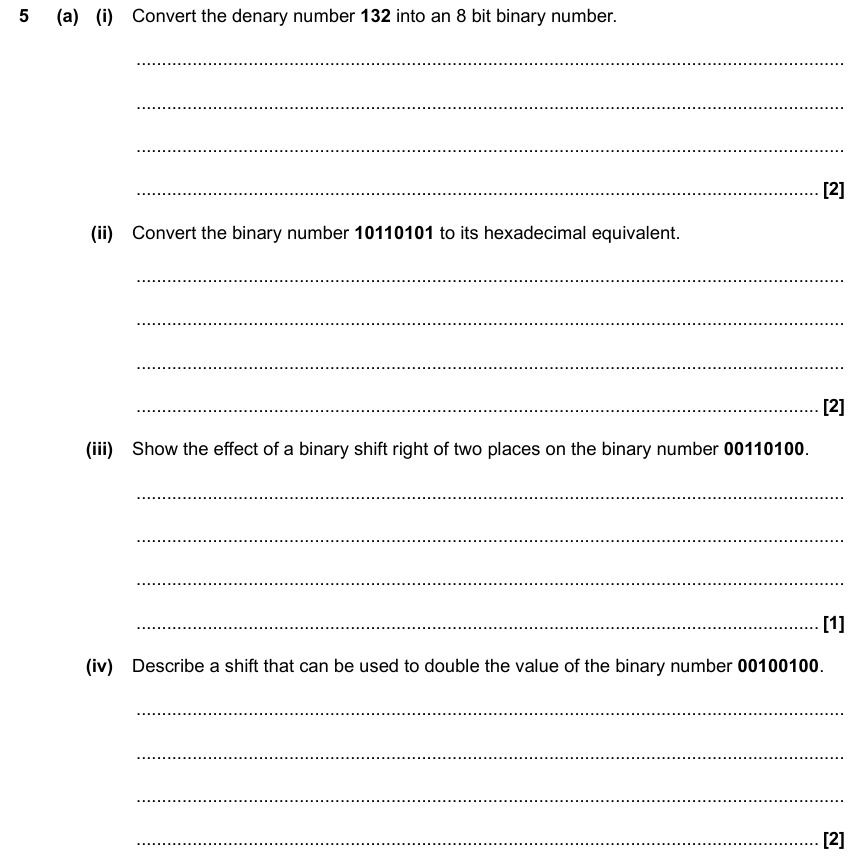 5 (a) (i) Convert the denary number 132 into an 8 bit binary number.
[2]
(ii) Convert the binary number 10110101 to its hexadecimal equivalent.
[2]
(iii) Show the effect of a binary shift right of two places on the binary number 00110100.
[1]
(iv) Describe a shift that can be used to double the value of the binary number 00100100.
[2]